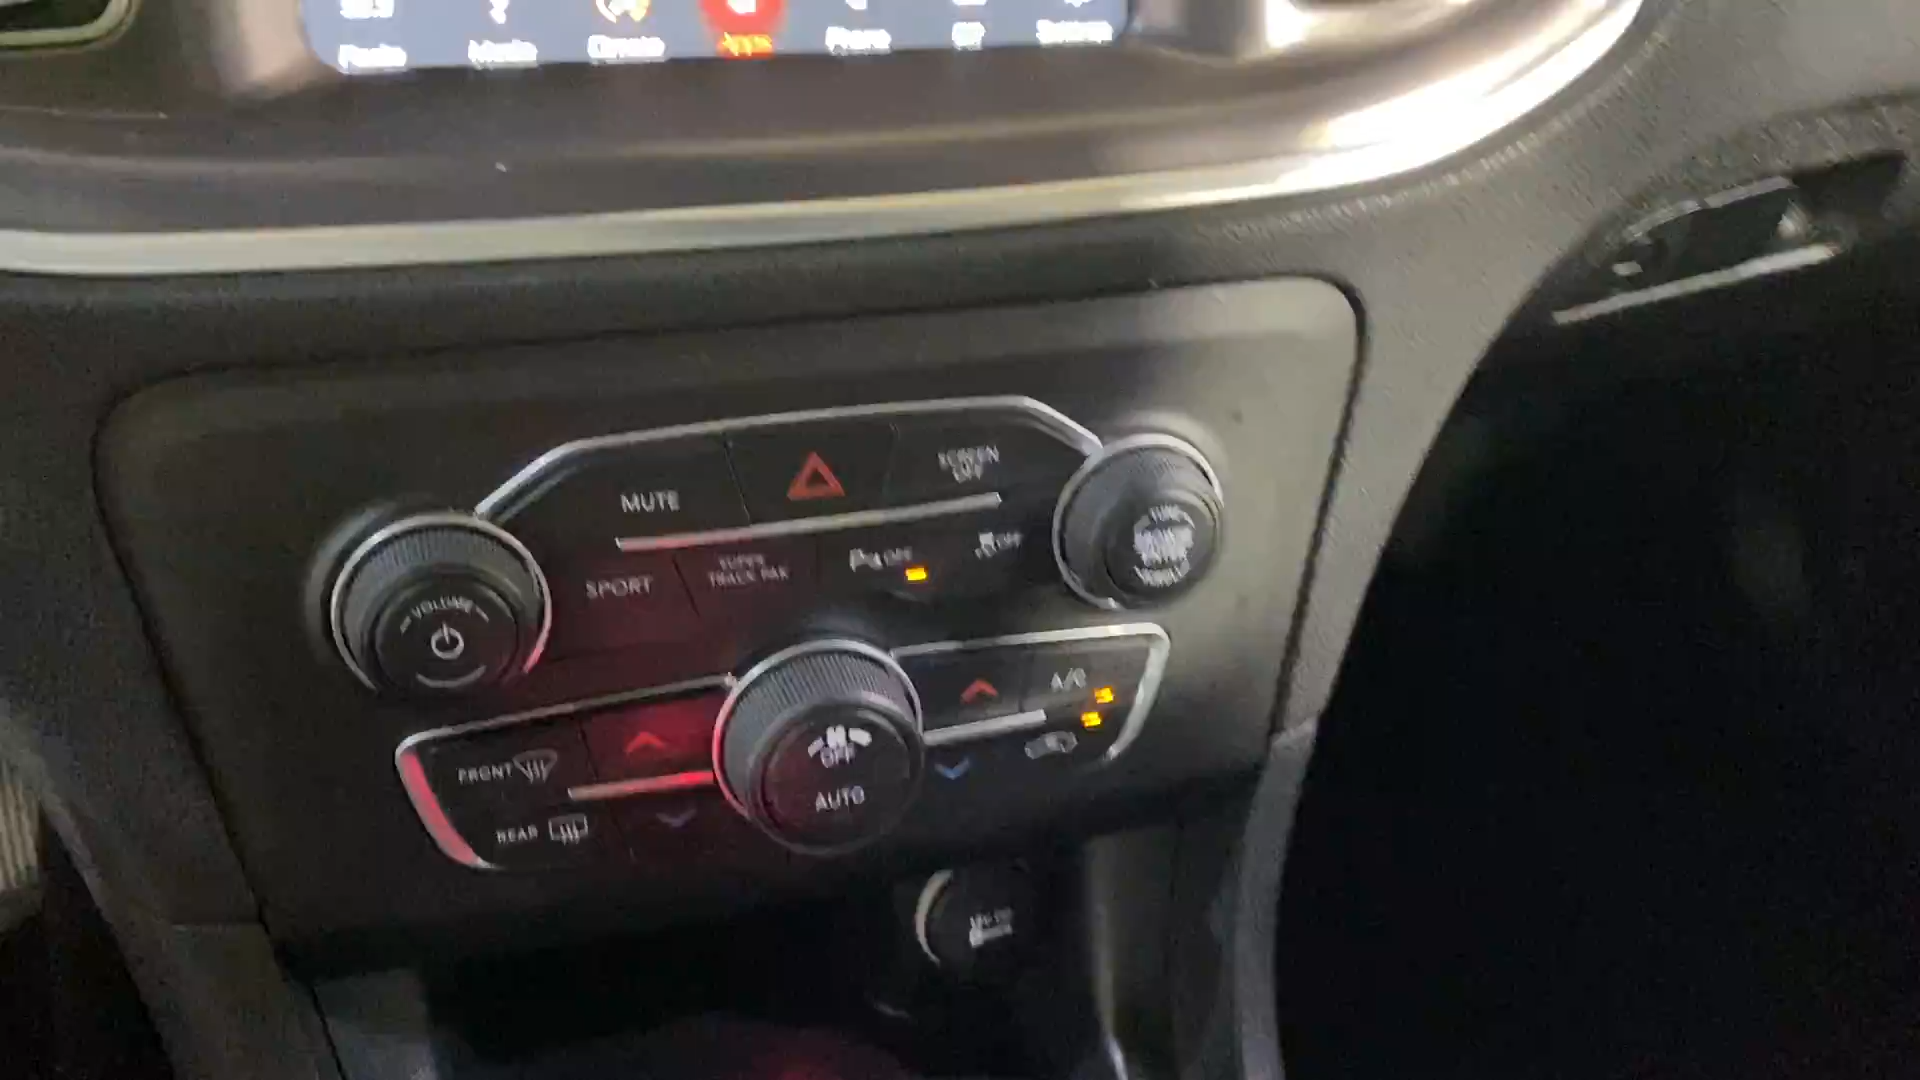 Radio
Media
Climate
Apps
Phone
Settings
MUTE
SCREEN
OFF
SPORT
SUPER
TRACK PAK
OFF
OFF
VOLUME
TUNE
A/C
FRONT
OFF
AUTO
REAR